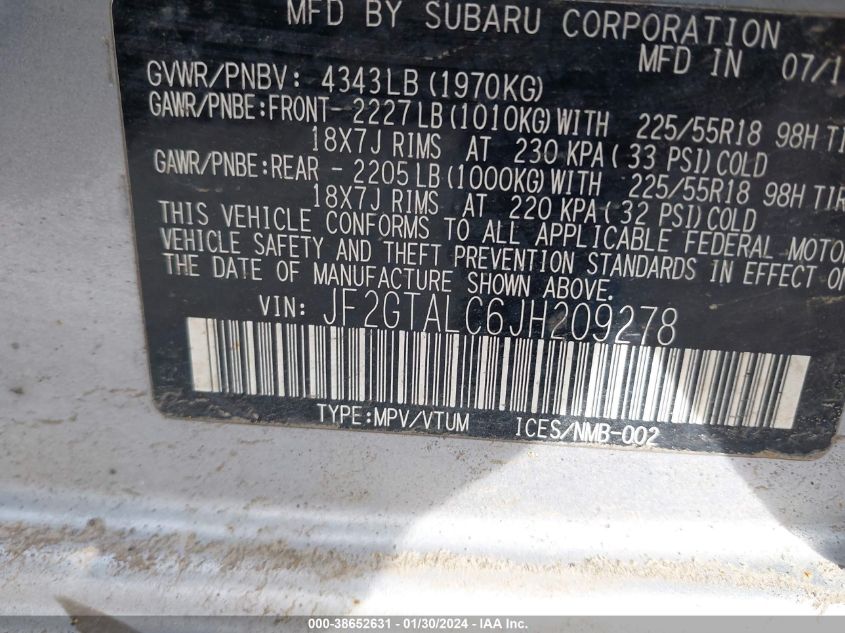 MFD BY SUBARU CORPORATION
MFD IN 07/1
GVWR/PNBV: 4343LB (1970KG)
GAWR/PNBE:FRONT-2227LB(1010KG)WITH 225/55R18 98H TI
18X7J RIMS AT 230 KPA( 33 PSI)COLD
GAWR/PNBE:REAR - 2205LB(1000KG)WITH 225/55R18 98H TIR
18X7J RIMS AT 220 KPA( 32 PSI)COLD
THIS VEHICLE CONFORMS TO ALL APPLICABLE FEDERAL MOTOR
VEHICLE SAFETY AND THEFT PREVENTION STANDARDS IN EFFECT ON
THE DATE OF MANUFACTURE SHOWN ABOVE.
VIN: JF2GTALC6JH209278
TYPE:MPV/VTUM ICES/NMB-002
000-38652631 - 01/30/2024 - IAA Inc.